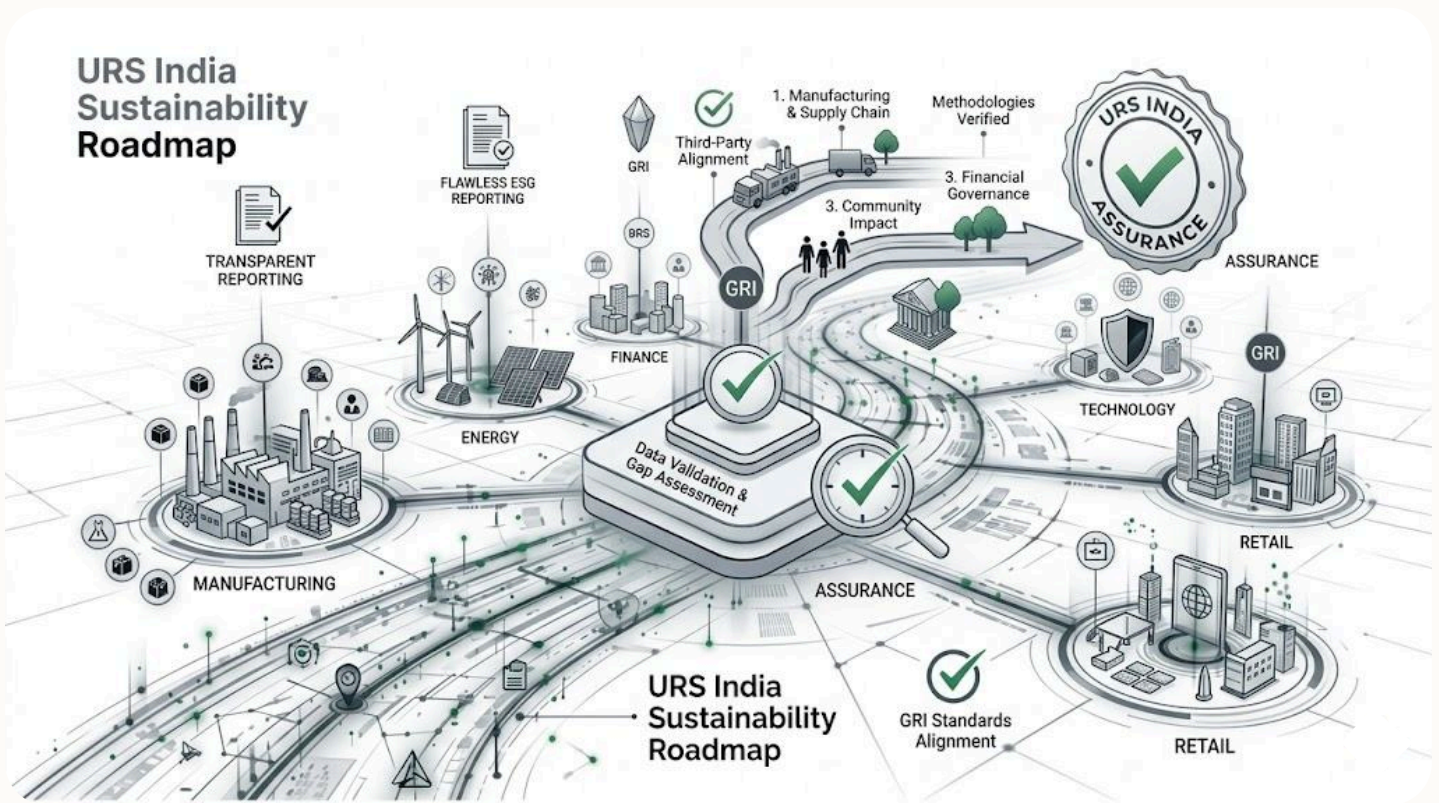 URS India
Sustainability
Roadmap
TRANSPARENT
REPORTING
FLAWLESS ESG
REPORTING
GRI
Third-Party
Alignment
1. Manufacturing
& Supply Chain
Methodologies
Verified
3. Financial
Governance
3. Community
Impact
URS INDIA
ASSURANCE
ASSURANCE
BRS
GRI
FINANCE
ENERGY
TECHNOLOGY
GRI
Data Validation &
Gap Assessment
MANUFACTURING
ASSURANCE
RETAIL
URS India
Sustainability
Roadmap
GRI Standards
Alignment
RETAIL